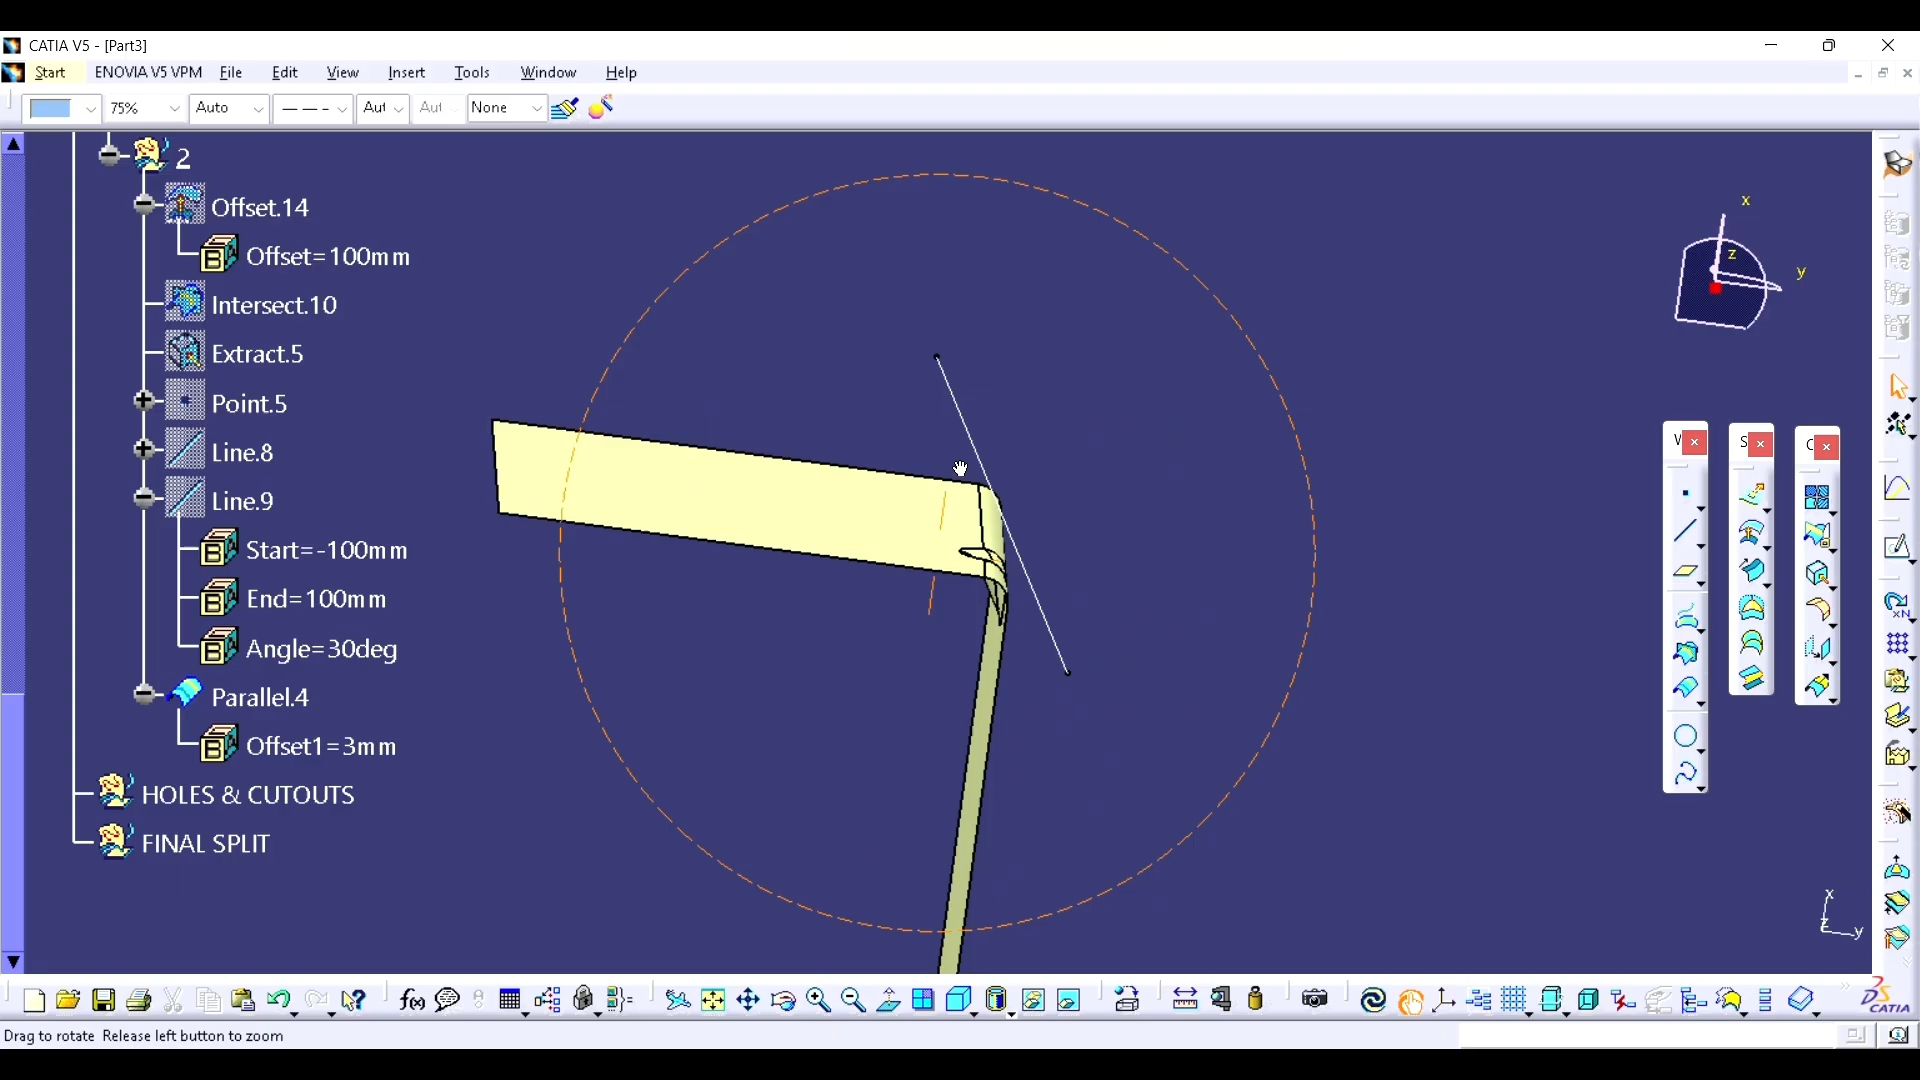 CATIA V5 - [Part3]
Start ENOVIA V5 VPM File Edit View Insert Tools Window Help
75% Auto Aut Aut None
2
Offset.14
Offset=100mm
Intersect.10
Extract.5
Point.5
Line.8
Line.9
Start=-100mm
End=100mm
Angle=30deg
Parallel.4
Offset1=3mm
HOLES & CUTOUTS
FINAL SPLIT
x
z
y
V S C
x
z
y
CATIA
Drag to rotate Release left button to zoom